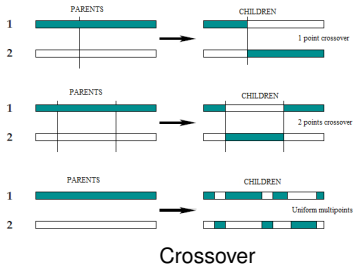 PARENTS
CHILDREN
1
1 point crossover
2
PARENTS
CHILDREN
1
2 points crossover
2
PARENTS
CHILDREN
1
Uniform multipoints
2
Crossover